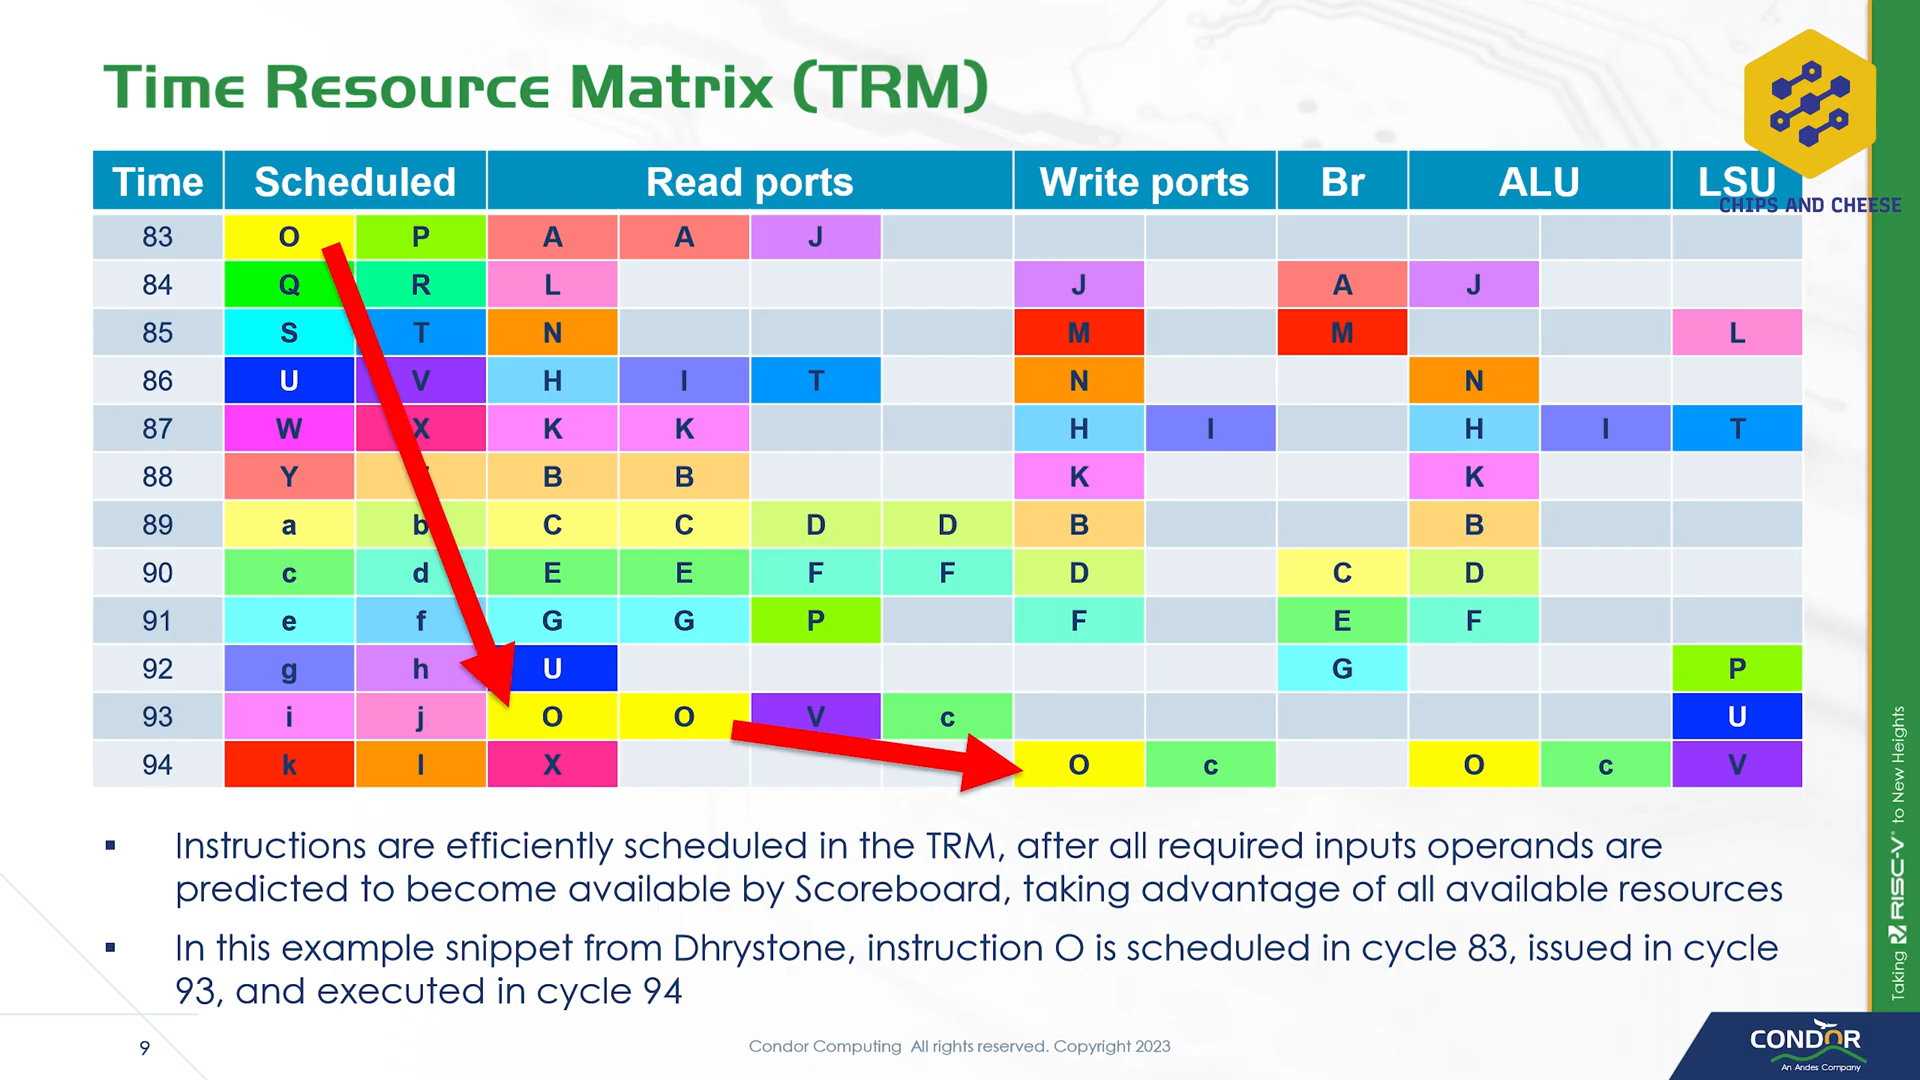 Time Resource Matrix (TRM)
CHIPS AND CHEESE
Time Scheduled Read ports Write ports Br ALU LSU
83 O P A A J
84 Q R L J A J
85 S T N M M L
86 U V H I T N N
87 W X K K H I H I T
88 Y B B K K
89 a b C C D D B B
90 c d E E F F D C D
91 e f G G P F E F
92 g h U G P
93 i j O O V c U
94 k l X O c O c V
▪ Instructions are efficiently scheduled in the TRM, after all required inputs operands are
predicted to become available by Scoreboard, taking advantage of all available resources
▪ In this example snippet from Dhrystone, instruction O is scheduled in cycle 83, issued in cycle
93, and executed in cycle 94
9
Condor Computing All rights reserved. Copyright 2023
Taking RISC-V® to New Heights
CONDOR
An Andes Company